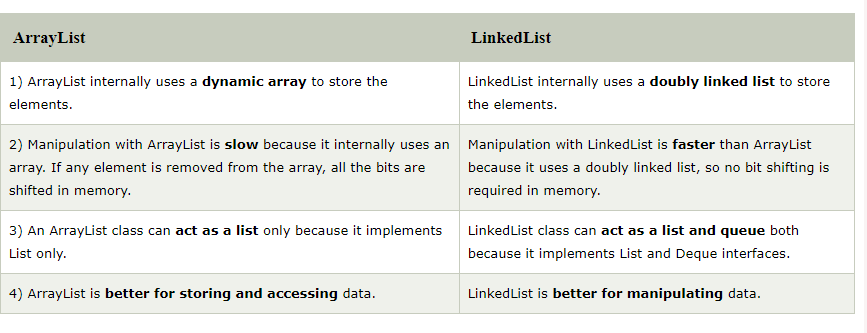 ArrayList
LinkedList
1) ArrayList internally uses a dynamic array to store the
elements.
LinkedList internally uses a doubly linked list to store
the elements.
2) Manipulation with ArrayList is slow because it internally uses an
array. If any element is removed from the array, all the bits are
shifted in memory.
Manipulation with LinkedList is faster than ArrayList
because it uses a doubly linked list, so no bit shifting is
required in memory.
3) An ArrayList class can act as a list only because it implements
List only.
LinkedList class can act as a list and queue both
because it implements List and Deque interfaces.
4) ArrayList is better for storing and accessing data.
LinkedList is better for manipulating data.